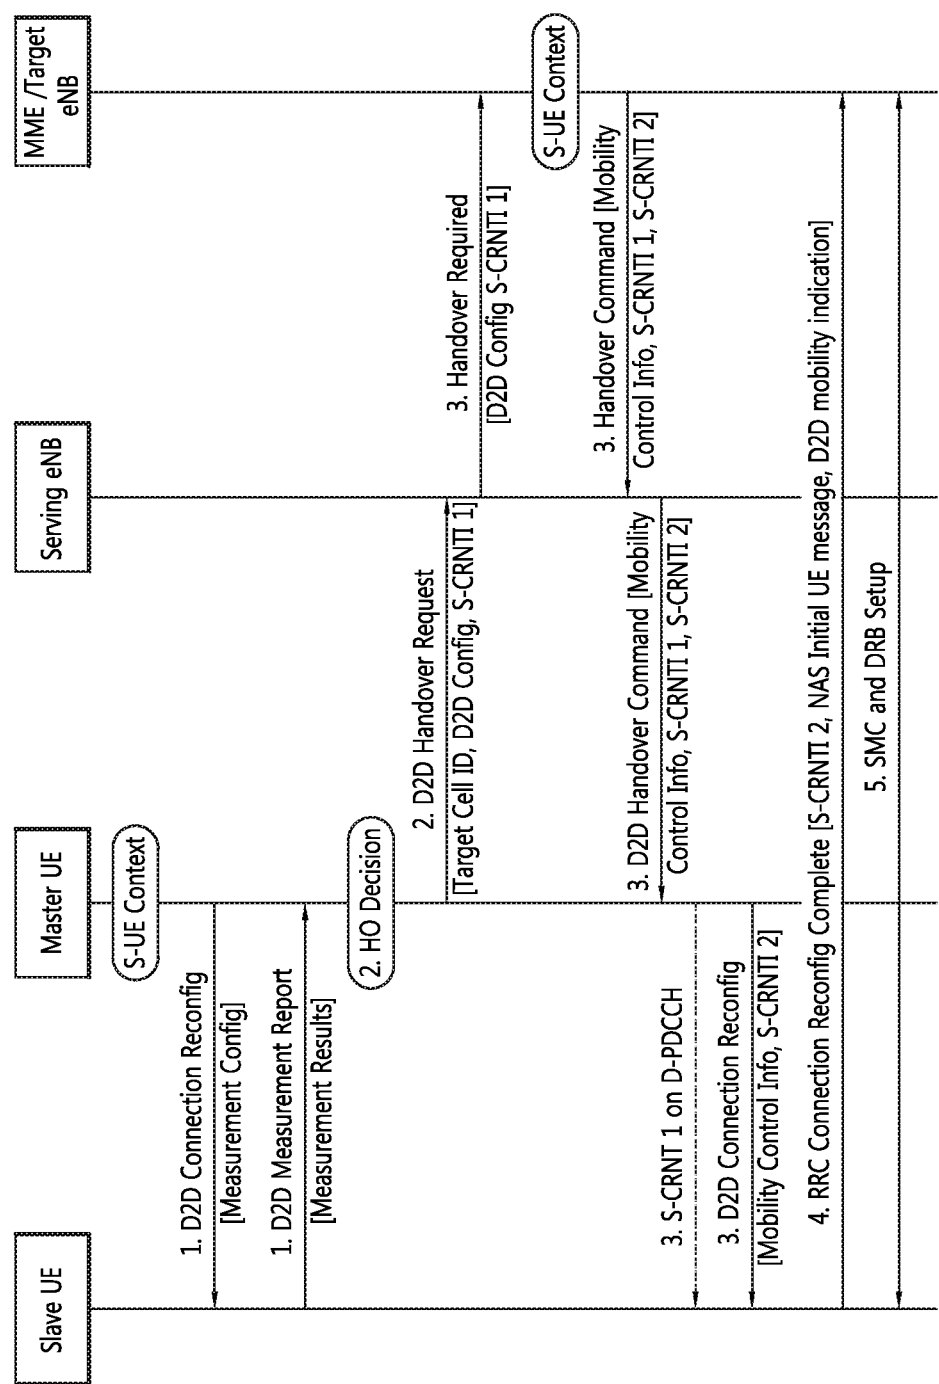 Slave UE
Master UE
Serving eNB
MME /Target
eNB
S-UE Context
1. D2D Connection Reconfig
[Measurement Config]
1. D2D Measurement Report
[Measurement Results]
2. HO Decision
2. D2D Handover Request
[Target Cell ID, D2D Config, S-CRNTI 1]
3. Handover Required
[D2D Config S-CRNTI 1]
S-UE Context
3. Handover Command [Mobility
Control Info, S-CRNTI 1, S-CRNTI 2]
3. D2D Handover Command [Mobility
Control Info, S-CRNTI 1, S-CRNTI 2]
3. S-CRNT 1 on D-PDCCH
3. D2D Connection Reconfig
[Mobility Control Info, S-CRNTI 2]
4. RRC Connection Reconfig Complete [S-CRNTI 2, NAS Initial UE message, D2D mobility indication]
5. SMC and DRB Setup